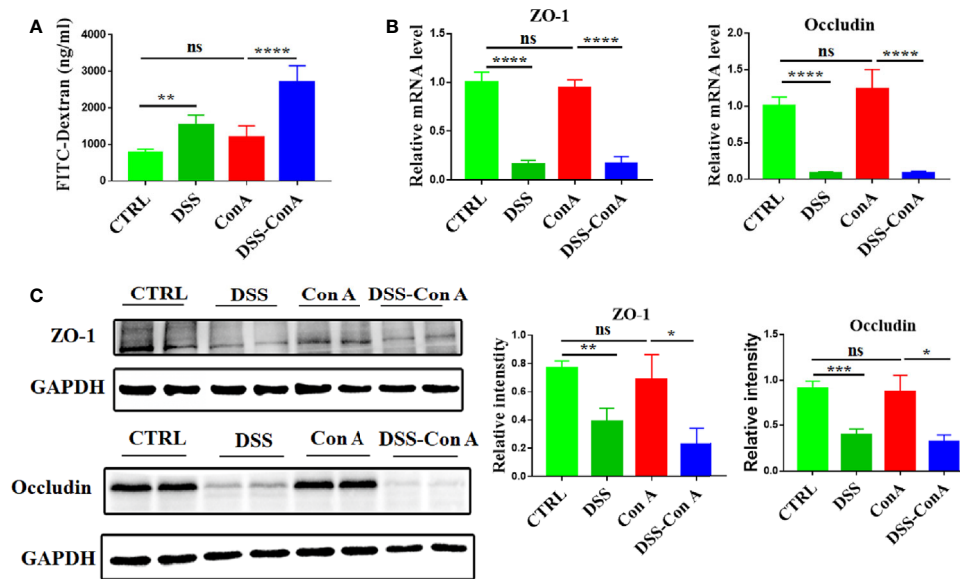 A
FITC-Dextran (ng/ml)
4000
3000
2000
1000
0
ns
****
**
CTRL
DSS
ConA
DSS-ConA
B
ZO-1
Relative mRNA level
1.5
1.0
0.5
0.0
ns
****
****
CTRL
DSS
ConA
DSS-ConA
Occludin
Relative mRNA level
2.0
1.5
1.0
0.5
0.0
ns
****
****
CTRL
DSS
ConA
DSS-ConA
C
CTRL DSS Con A DSS-Con A
ZO-1
GAPDH
CTRL DSS Con A DSS-Con A
Occludin
GAPDH
ZO-1
Relative intentsity
1.0
0.8
0.6
0.4
0.2
0.0
ns
*
**
CTRL
DSS
Con A
DSS-Con A
Occludin
Relative intensity
1.5
1.0
0.5
0.0
ns
*
***
CTRL
DSS
ConA
DSS-ConA